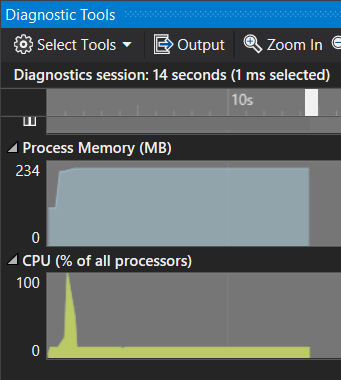 Diagnostic Tools
Select Tools Output Zoom In
Diagnostics session: 14 seconds (1 ms selected)
10s
Process Memory (MB)
234
0
CPU (% of all processors)
100
0